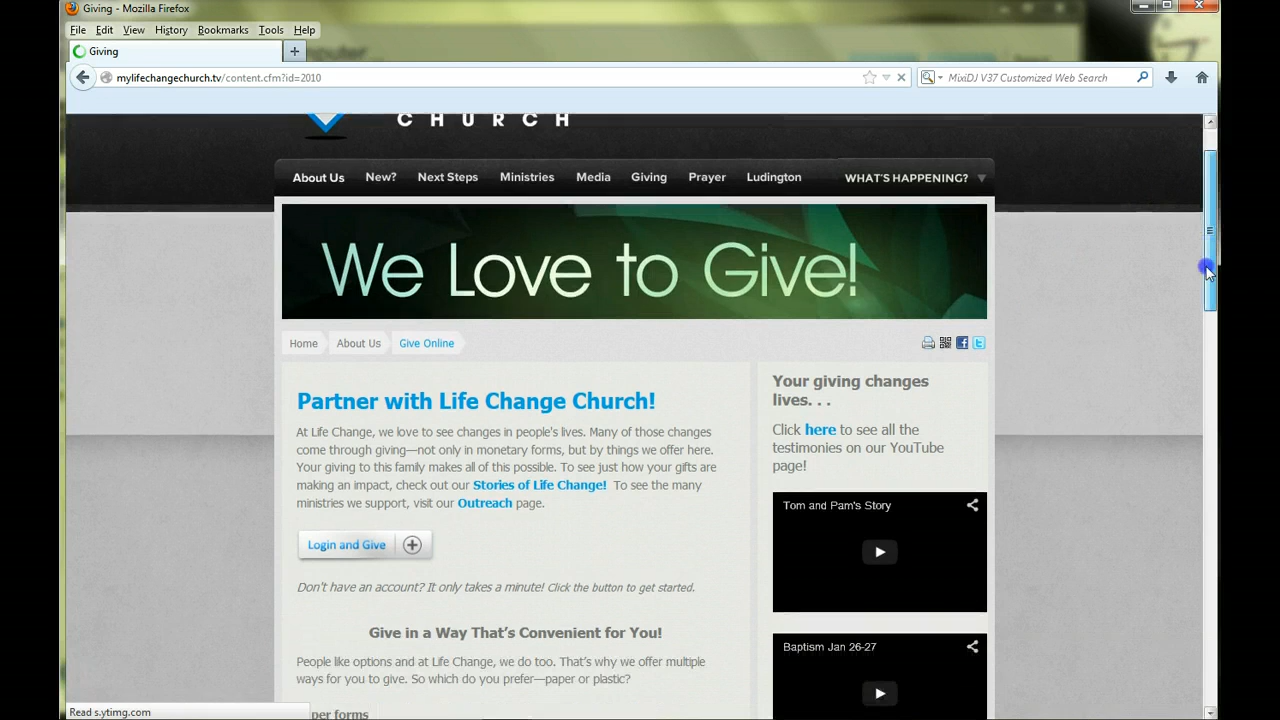 Giving - Mozilla Firefox
File Edit View History Bookmarks Tools Help
Giving
mylifechangechurch.tv/content.cfm?id=2010
MixiDJ V37 Customized Web Search
CHURCH
About Us New? Next Steps Ministries Media Giving Prayer Ludington WHAT'S HAPPENING?
We Love to Give!
Home About Us Give Online
Partner with Life Change Church!
At Life Change, we love to see changes in people's lives. Many of those changes
come through giving—not only in monetary forms, but by things we offer here.
Your giving to this family makes all of this possible. To see just how your gifts are
making an impact, check out our Stories of Life Change! To see the many
ministries we support, visit our Outreach page.
Login and Give
Don't have an account? It only takes a minute! Click the button to get started.
Give in a Way That's Convenient for You!
People like options and at Life Change, we do too. That's why we offer multiple
ways for you to give. So which do you prefer—paper or plastic?
per forms
Your giving changes
lives. . .
Click here to see all the
testimonies on our YouTube
page!
Tom and Pam's Story
Baptism Jan 26-27
Read s.ytimg.com